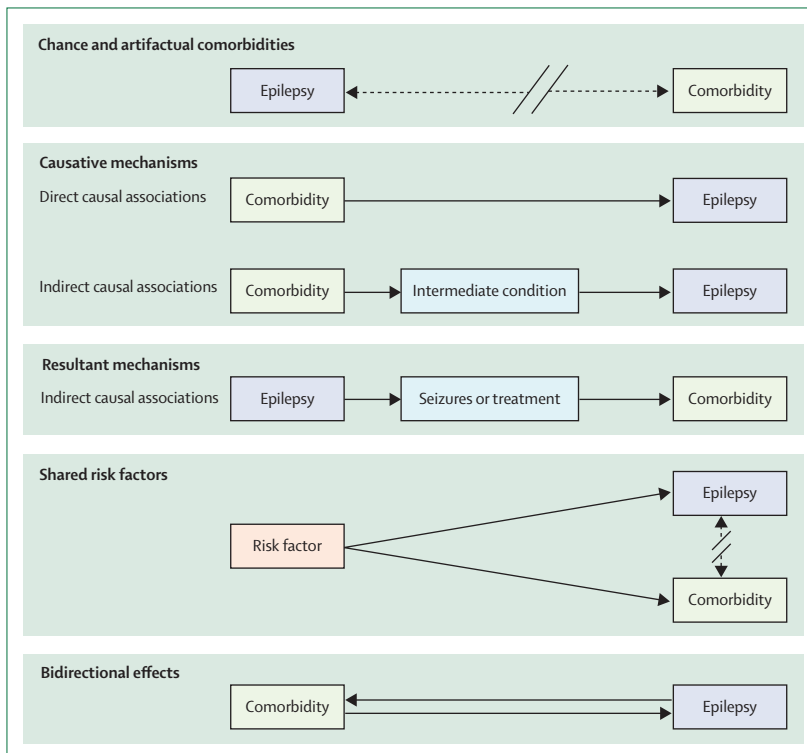 Chance and artifactual comorbidities
Epilepsy
Comorbidity
Causative mechanisms
Direct causal associations
Comorbidity
Epilepsy
Indirect causal associations
Comorbidity
Intermediate condition
Epilepsy
Resultant mechanisms
Indirect causal associations
Epilepsy
Seizures or treatment
Comorbidity
Shared risk factors
Epilepsy
Risk factor
Comorbidity
Bidirectional effects
Comorbidity
Epilepsy